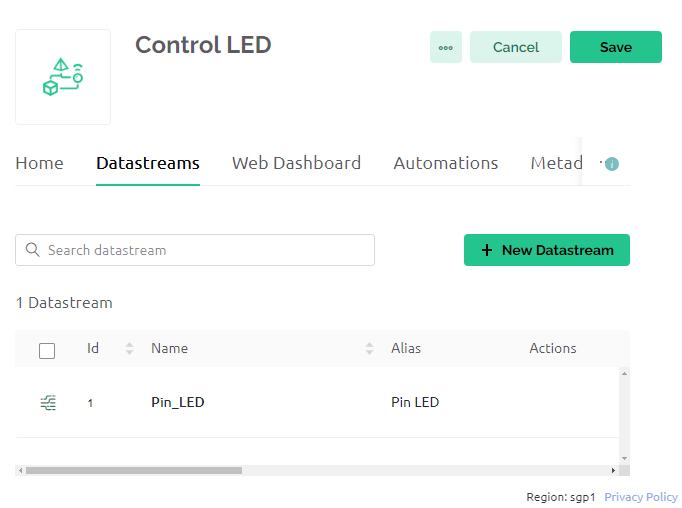 Control LED
Cancel
Save
Home Datastreams Web Dashboard Automations Metad
Search datastream
+ New Datastream
1 Datastream
Id Name Alias Actions
1 Pin_LED Pin LED
Region: sgp1 Privacy Policy